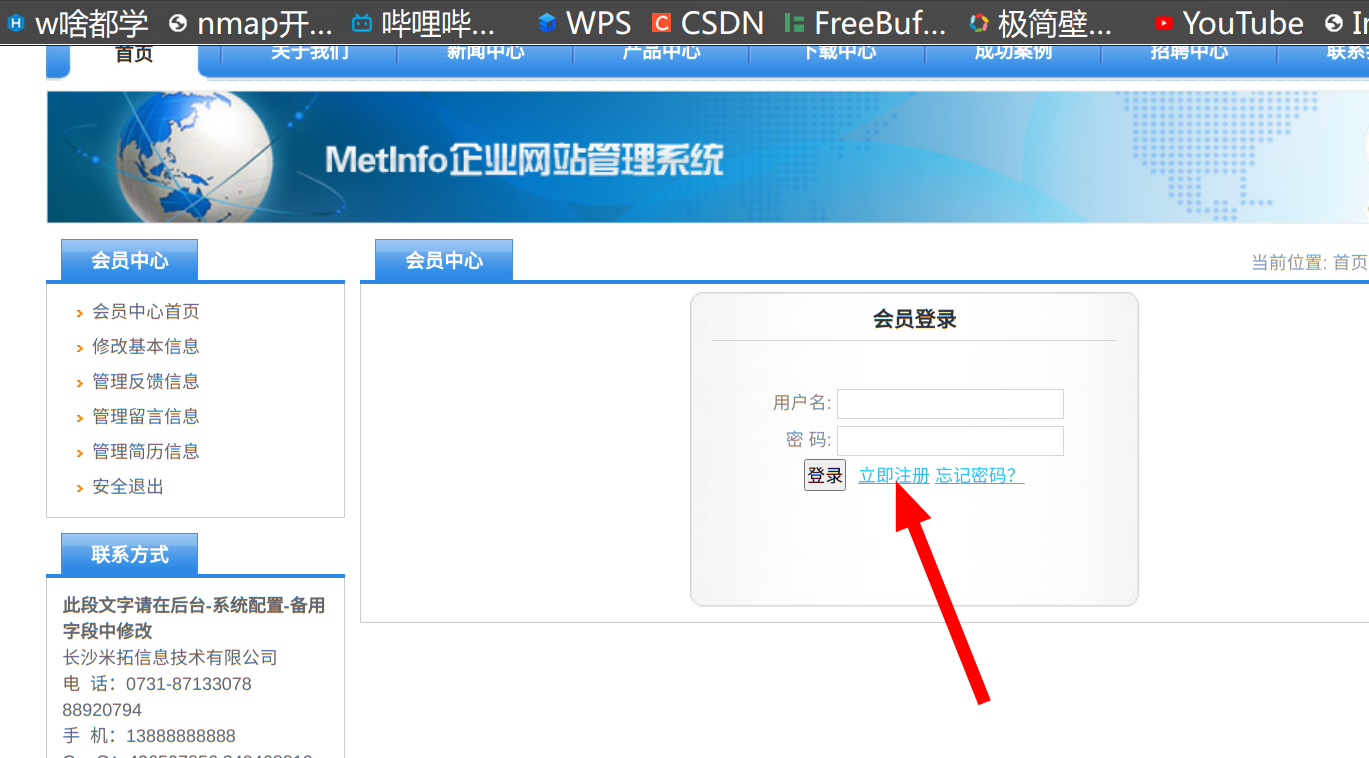 w啥都学 nmap开... 哔哩哔... WPS CSDN FreeBuf... 极简壁... YouTube
首页 关于我们 新闻中心 产品中心 下载中心 成功案例 招聘中心
MetInfo企业网站管理系统
会员中心
会员中心首页
修改基本信息
管理反馈信息
管理留言信息
管理简历信息
安全退出
联系方式
此段文字请在后台-系统配置-备用
字段中修改
长沙米拓信息技术有限公司
电 话：0731-87133078
88920794
手 机：13888888888
会员中心
当前位置: 首页
会员登录
用户名:
密 码:
登录 立即注册 忘记密码？